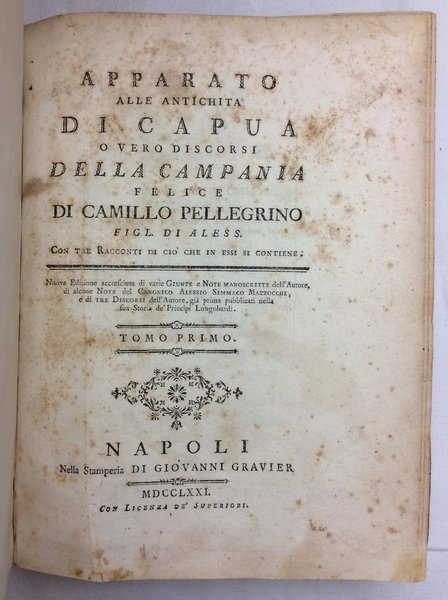 APPARATO
ALLE ANTICHITA'
DI CAPUA
O VERO DISCORSI
DELLA CAMPANIA
FELICE
DI CAMILLO PELLEGRINO
FIGL. DI ALESS.
CON TRE RACCONTI DI CIO' CHE IN ESSI SI CONTIENE.
Nuova Edizione accresciuta di varie GIUNTE e NOTE MANOSCRITTE dell'Autore,
di alcune NOTE del CANONICO ALESSIO SIMMACO MAZZOCCHI,
e di TRE DISCORSI dell'Autore, già prima pubblicati nella
sua Storia de' Principi Longobardi.
TOMO PRIMO.
NAPOLI
Nella Stamperia DI GIOVANNI GRAVIER
MDCCLXXI.
CON LICENZA DE' SUPERIORI.